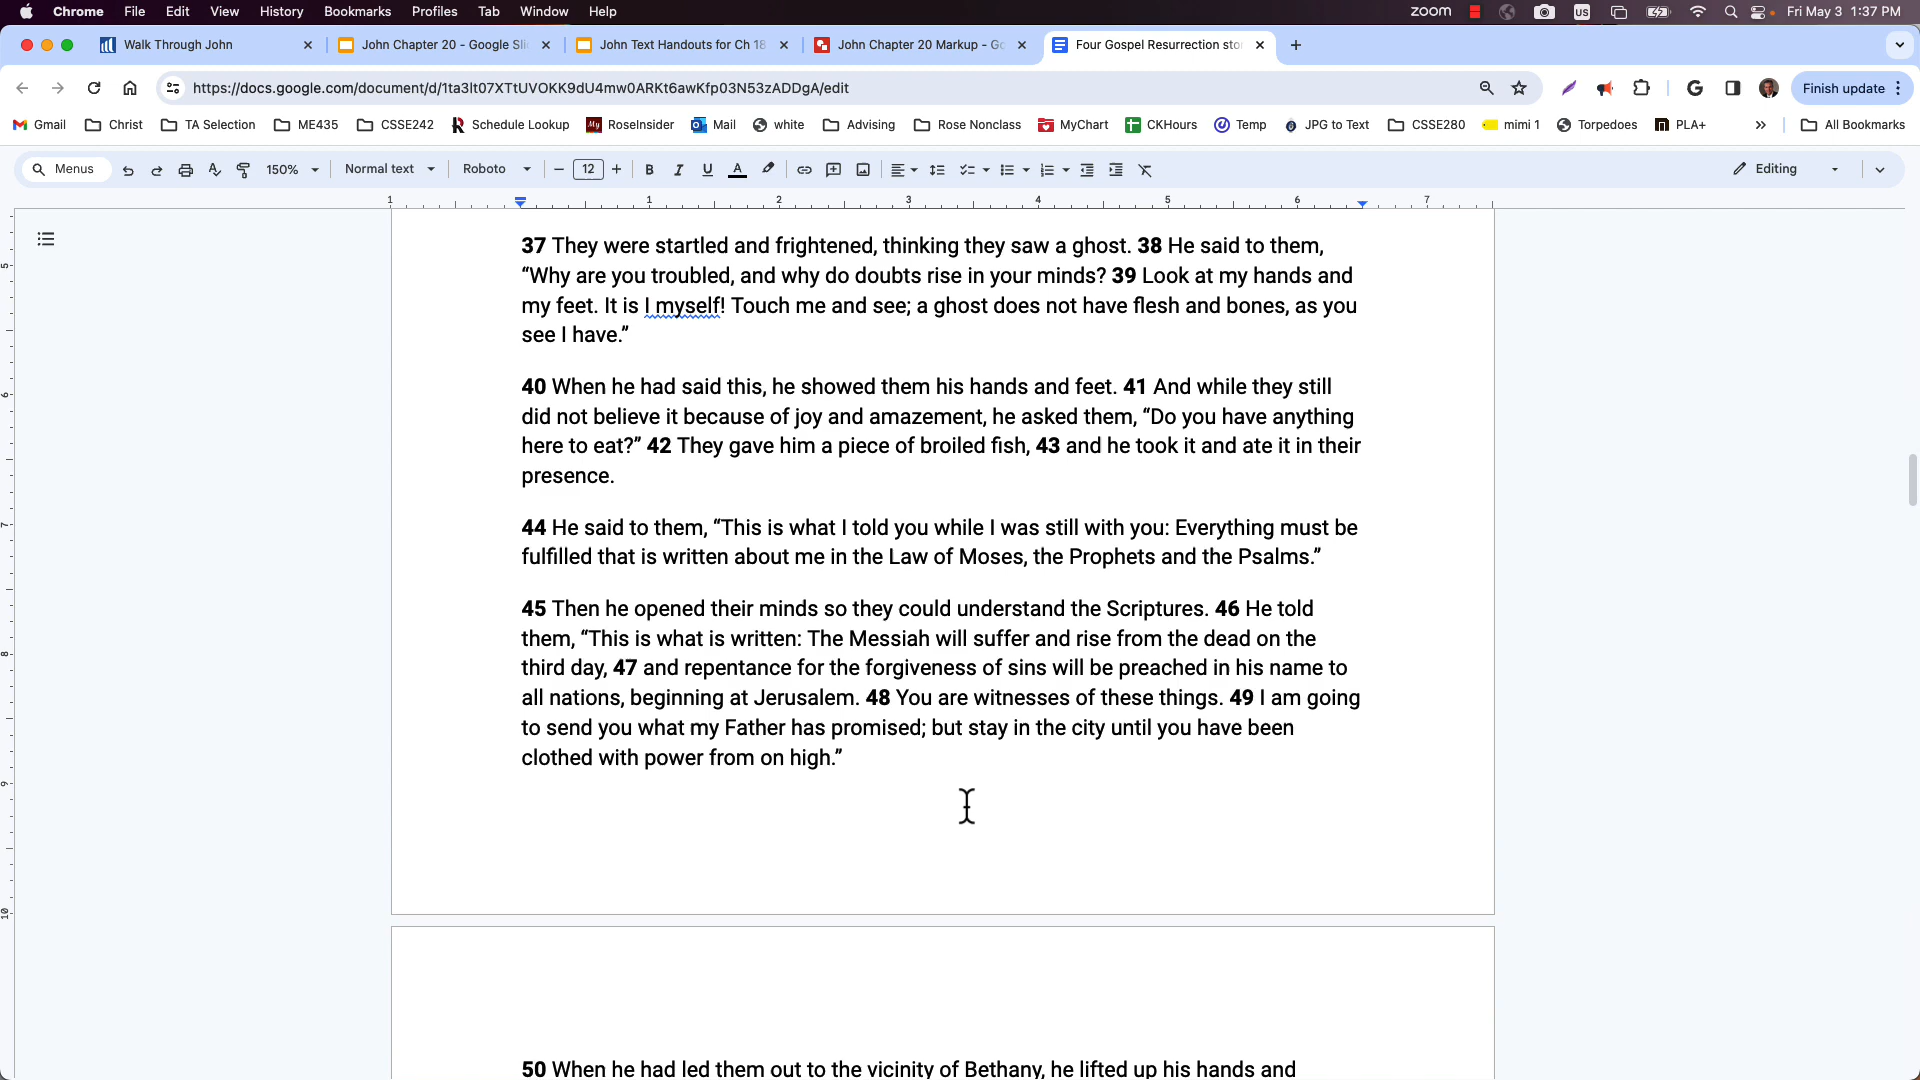 Chrome File Edit View History Bookmarks Profiles Tab Window Help zoom US Fri May 3 1:37 PM
Walk Through John John Chapter 20 - Google Sli John Text Handouts for Ch 18 John Chapter 20 Markup - Go Four Gospel Resurrection sto
https://docs.google.com/document/d/1ta3lt07XTtUVOKK9dU4mw0ARKt6awKfp03N53zADDgA/edit Finish update
Gmail Christ TA Selection ME435 CSSE242 Schedule Lookup RoseInsider Mail white Advising Rose Nonclass MyChart CKHours Temp JPG to Text CSSE280 mimi 1 Torpedoes PLA+ » All Bookmarks
Menus 150% Normal text Roboto – 12 + B I U A Editing
1 1 2 3 4 5 6 7
37 They were startled and frightened, thinking they saw a ghost. 38 He said to them,
“Why are you troubled, and why do doubts rise in your minds? 39 Look at my hands and
my feet. It is I myself! Touch me and see; a ghost does not have flesh and bones, as you
see I have.”
40 When he had said this, he showed them his hands and feet. 41 And while they still
did not believe it because of joy and amazement, he asked them, “Do you have anything
here to eat?” 42 They gave him a piece of broiled fish, 43 and he took it and ate it in their
presence.
44 He said to them, “This is what I told you while I was still with you: Everything must be
fulfilled that is written about me in the Law of Moses, the Prophets and the Psalms.”
45 Then he opened their minds so they could understand the Scriptures. 46 He told
them, “This is what is written: The Messiah will suffer and rise from the dead on the
third day, 47 and repentance for the forgiveness of sins will be preached in his name to
all nations, beginning at Jerusalem. 48 You are witnesses of these things. 49 I am going
to send you what my Father has promised; but stay in the city until you have been
clothed with power from on high.”
50 When he had led them out to the vicinity of Bethany, he lifted up his hands and
5
6
7
8
9
10